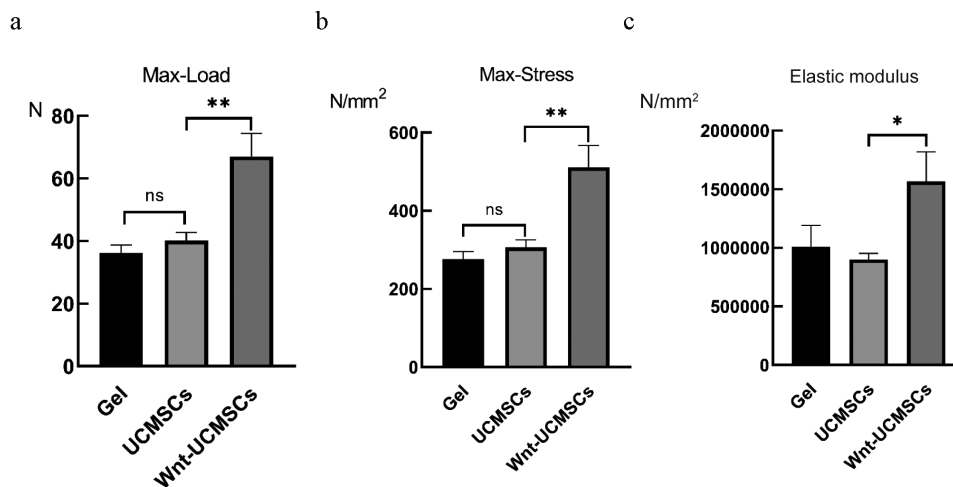 a
Max-Load
N
80
60
40
20
0
**
ns
Gel
UCMSCs
Wnt-UCMSCs
b
Max-Stress
N/mm²
600
400
200
0
**
ns
Gel
UCMSCs
Wnt-UCMSCs
c
Elastic modulus
N/mm²
2000000
1500000
1000000
500000
0
*
Gel
UCMSCs
Wnt-UCMSCs